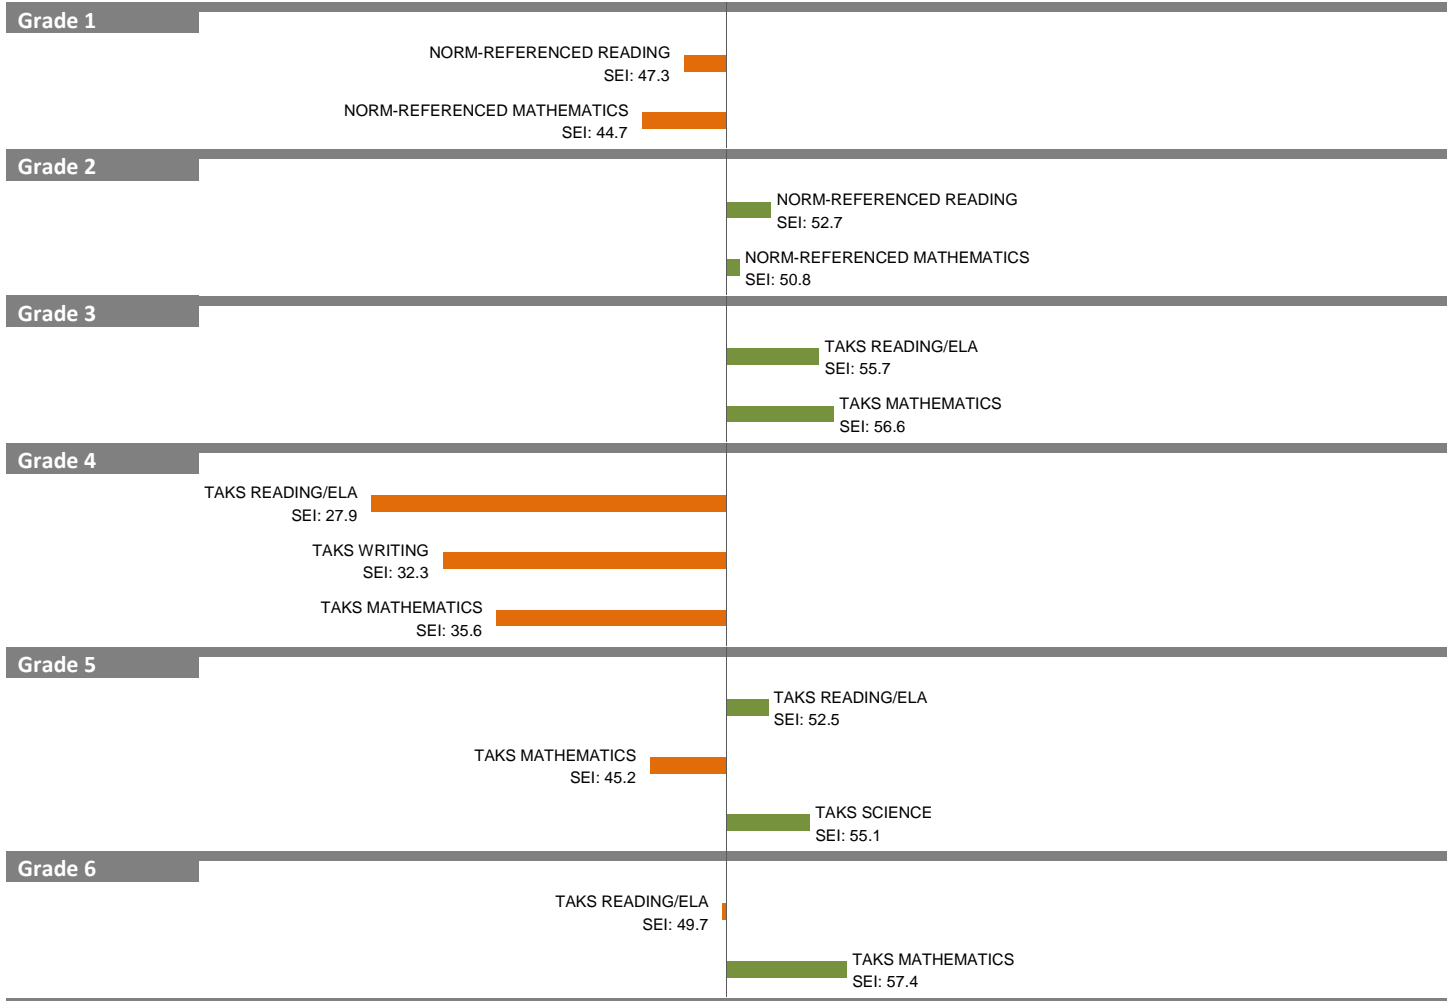 Grade 1
NORM-REFERENCED READING
SEI: 47.3
NORM-REFERENCED MATHEMATICS
SEI: 44.7
Grade 2
NORM-REFERENCED READING
SEI: 52.7
NORM-REFERENCED MATHEMATICS
SEI: 50.8
Grade 3
TAKS READING/ELA
SEI: 55.7
TAKS MATHEMATICS
SEI: 56.6
Grade 4
TAKS READING/ELA
SEI: 27.9
TAKS WRITING
SEI: 32.3
TAKS MATHEMATICS
SEI: 35.6
Grade 5
TAKS READING/ELA
SEI: 52.5
TAKS MATHEMATICS
SEI: 45.2
TAKS SCIENCE
SEI: 55.1
Grade 6
TAKS READING/ELA
SEI: 49.7
TAKS MATHEMATICS
SEI: 57.4